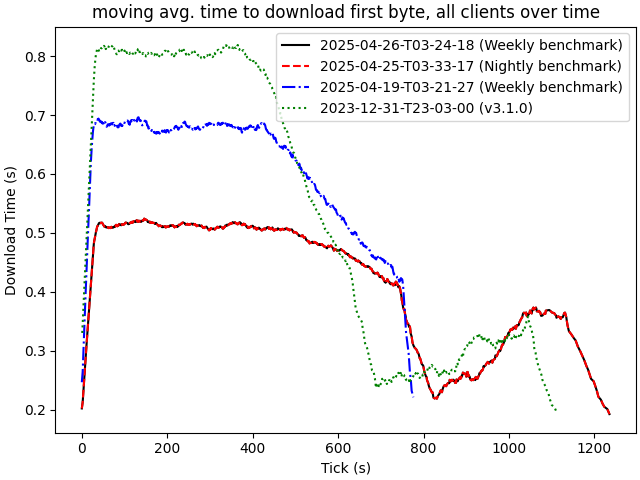 moving avg. time to download first byte, all clients over time
2025-04-26-T03-24-18 (Weekly benchmark)
2025-04-25-T03-33-17 (Nightly benchmark)
2025-04-19-T03-21-27 (Weekly benchmark)
2023-12-31-T23-03-00 (v3.1.0)
Download Time (s)
0.8
0.7
0.6
0.5
0.4
0.3
0.2
0 200 400 600 800 1000 1200
Tick (s)